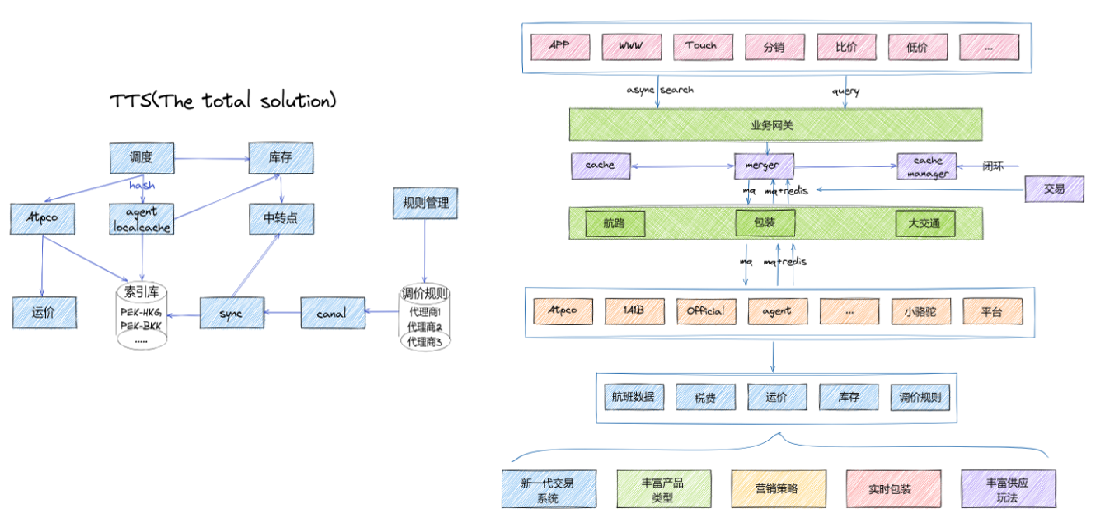 TTS(The total solution)
调度
库存
hash
Atpco
agent
localcache
中转点
规则管理
运价
索引库
PEK-HKG
PEK-BKK
.....
sync
canal
调价规则
代理商1
代理商2
代理商3
APP
WWW
Touch
分销
比价
低价
...
async search
query
业务网关
cache
merger
cache
manager
闭环
交易
mq
mq+redis
航路
包装
大交通
mq
mq+redis
Atpco
1A1B
Official
agent
...
小骆驼
平台
航班数据
税费
运价
库存
调价规则
新一代交易
系统
丰富产品
类型
营销策略
实时包装
丰富供应
玩法